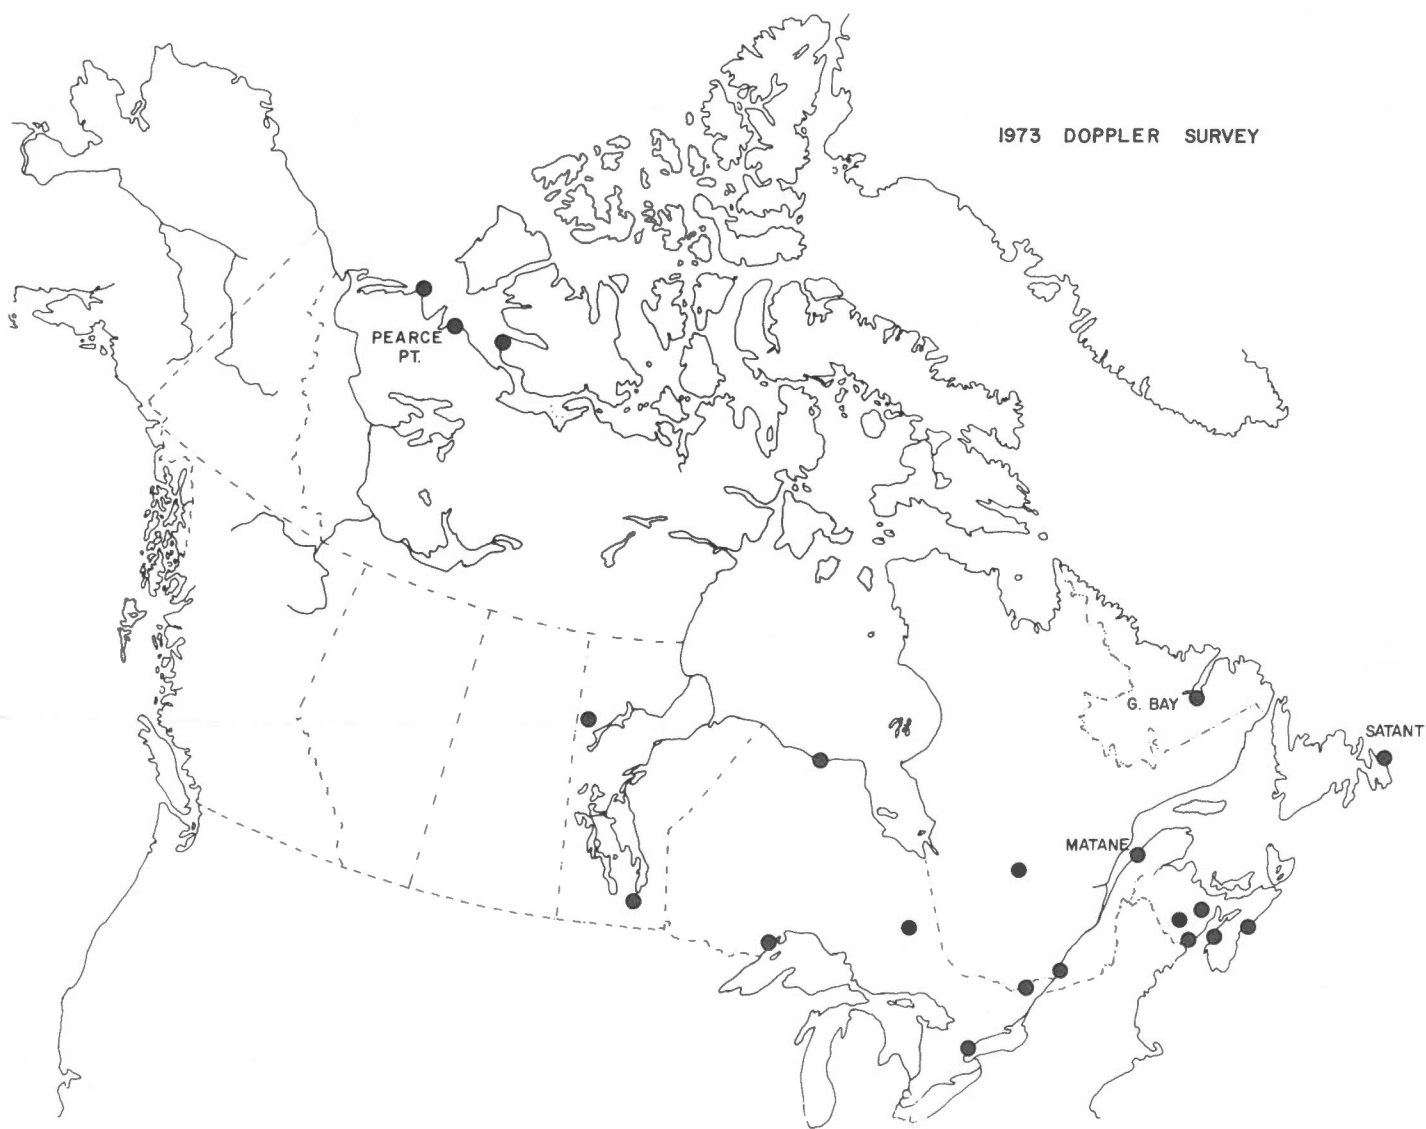 1973 DOPPLER SURVEY
PEARCE
PT.
G. BAY
SATANT
MATANE